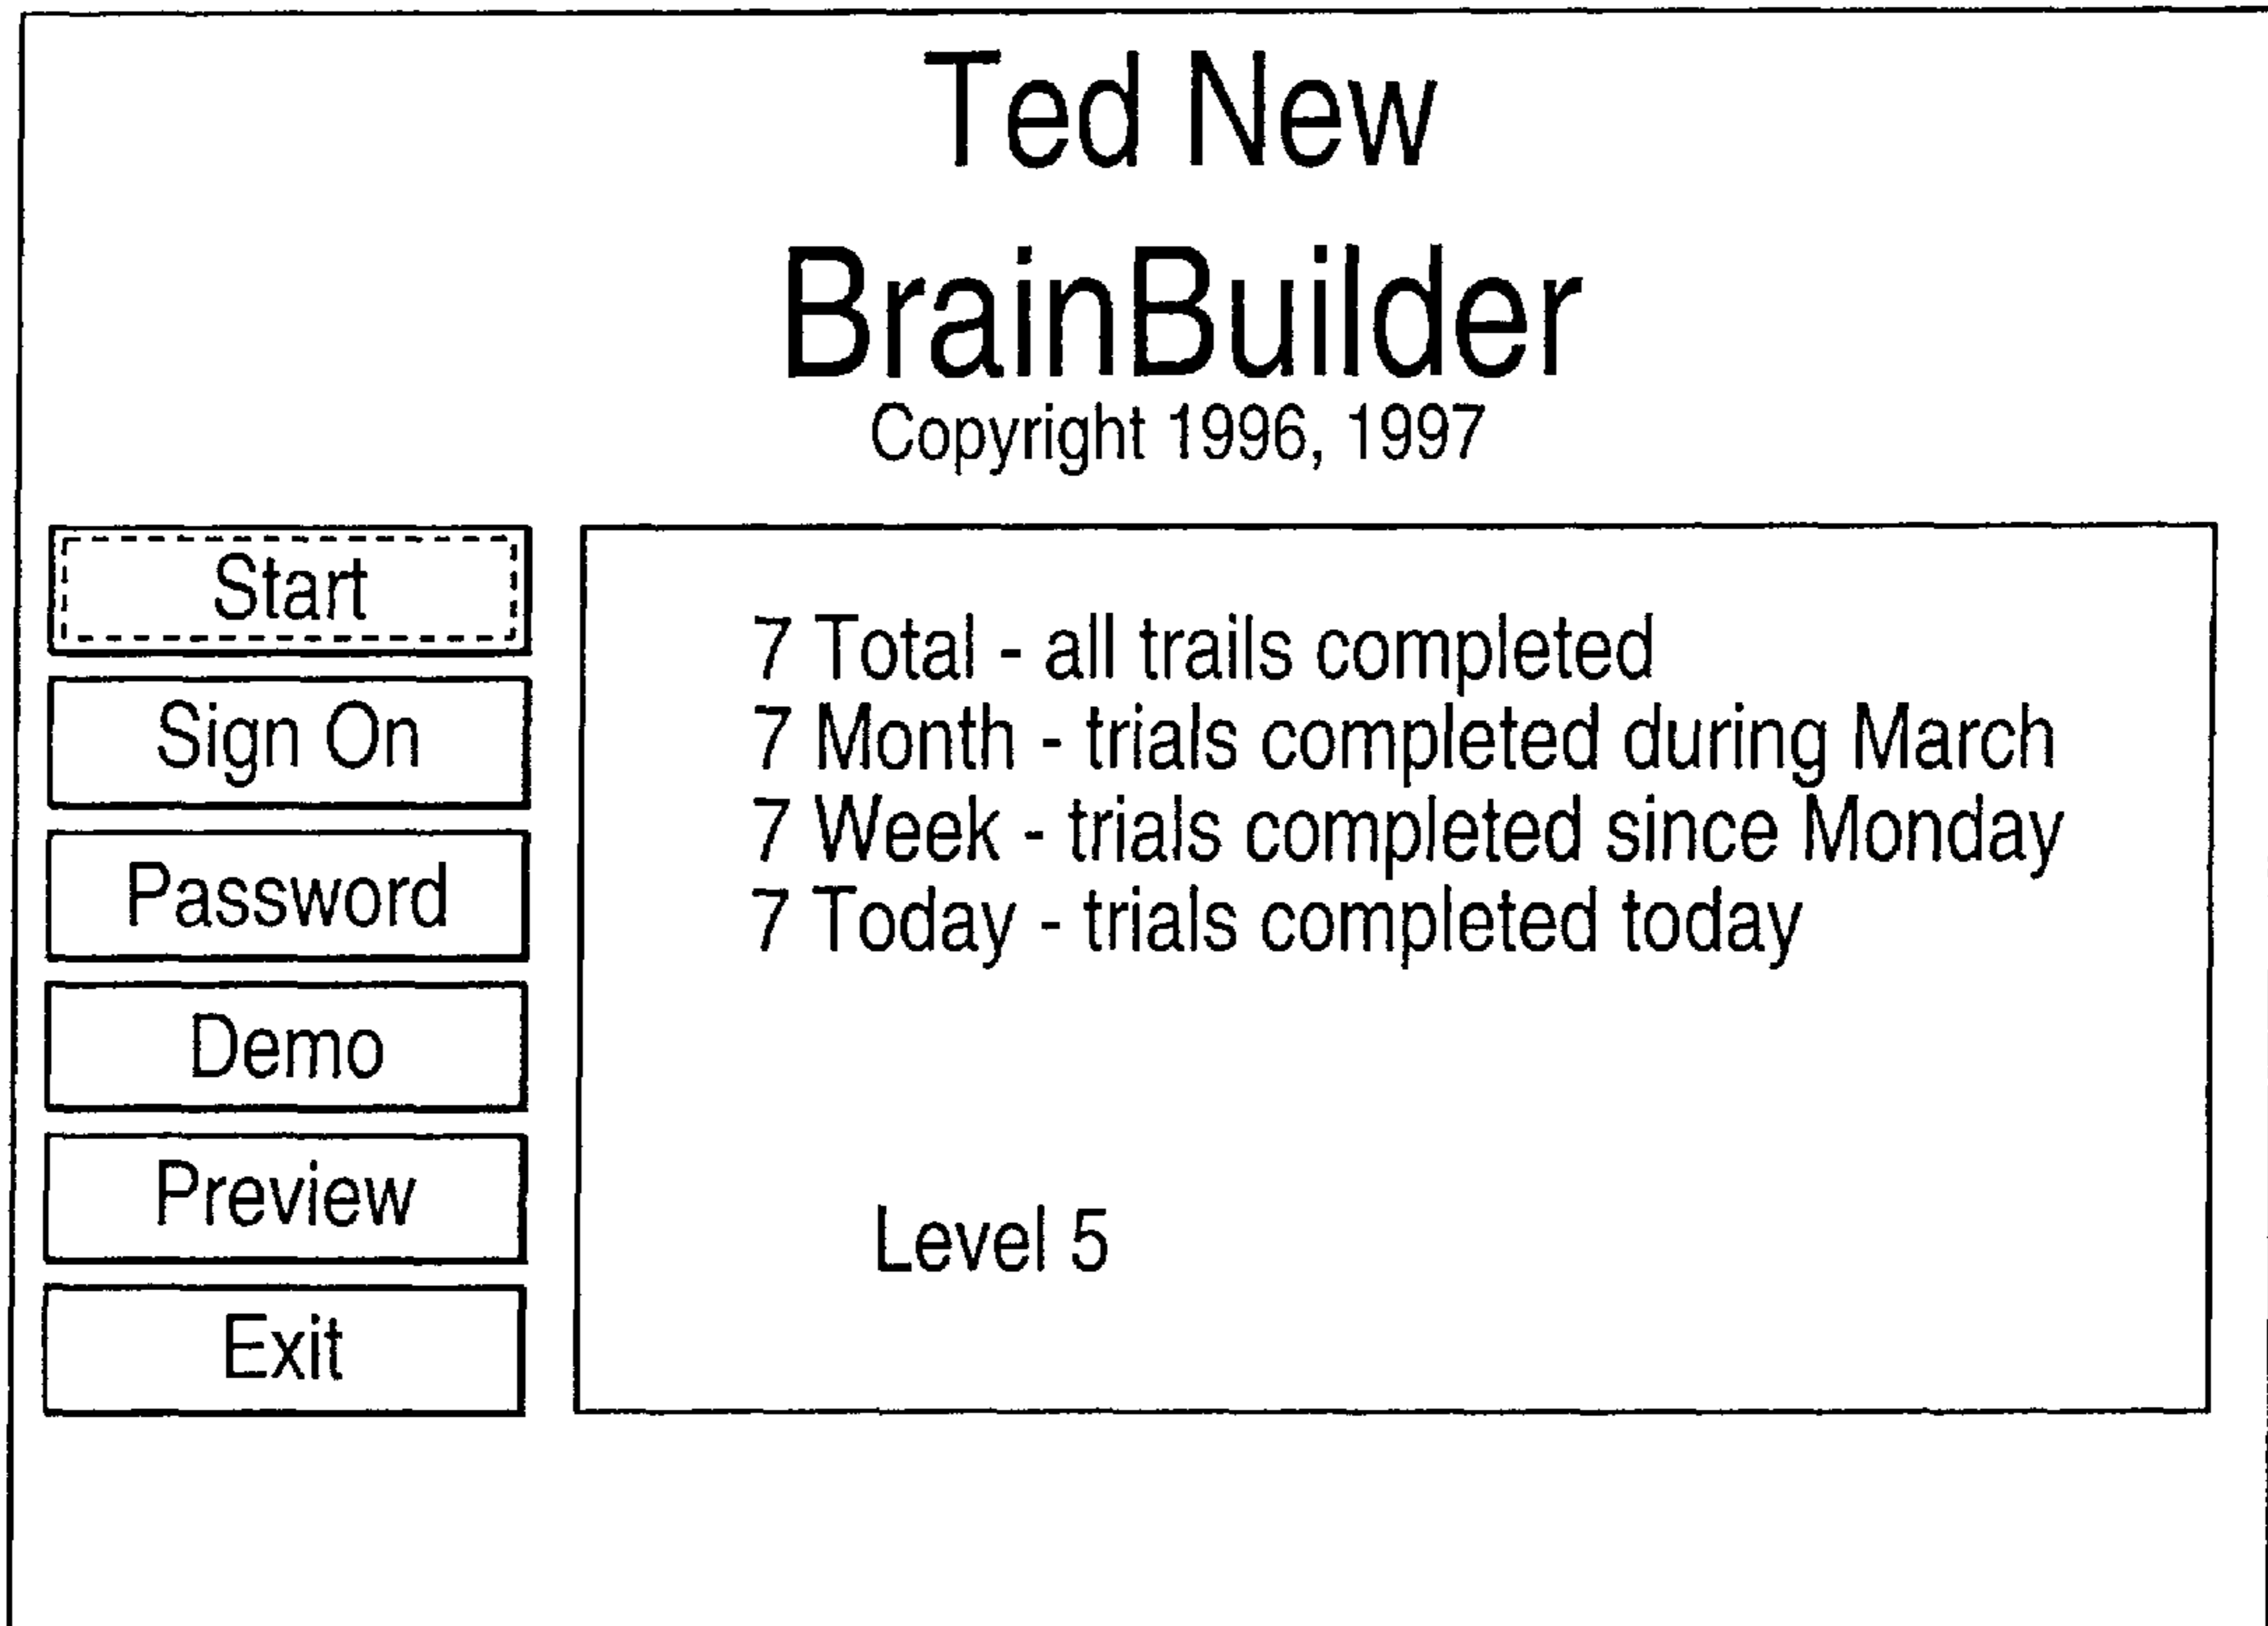 Ted New
BrainBuilder
Copyright 1996, 1997
Start
Sign On
Password
Demo
Preview
Exit
7 Total - all trails completed
7 Month - trials completed during March
7 Week - trials completed since Monday
7 Today - trials completed today
Level 5